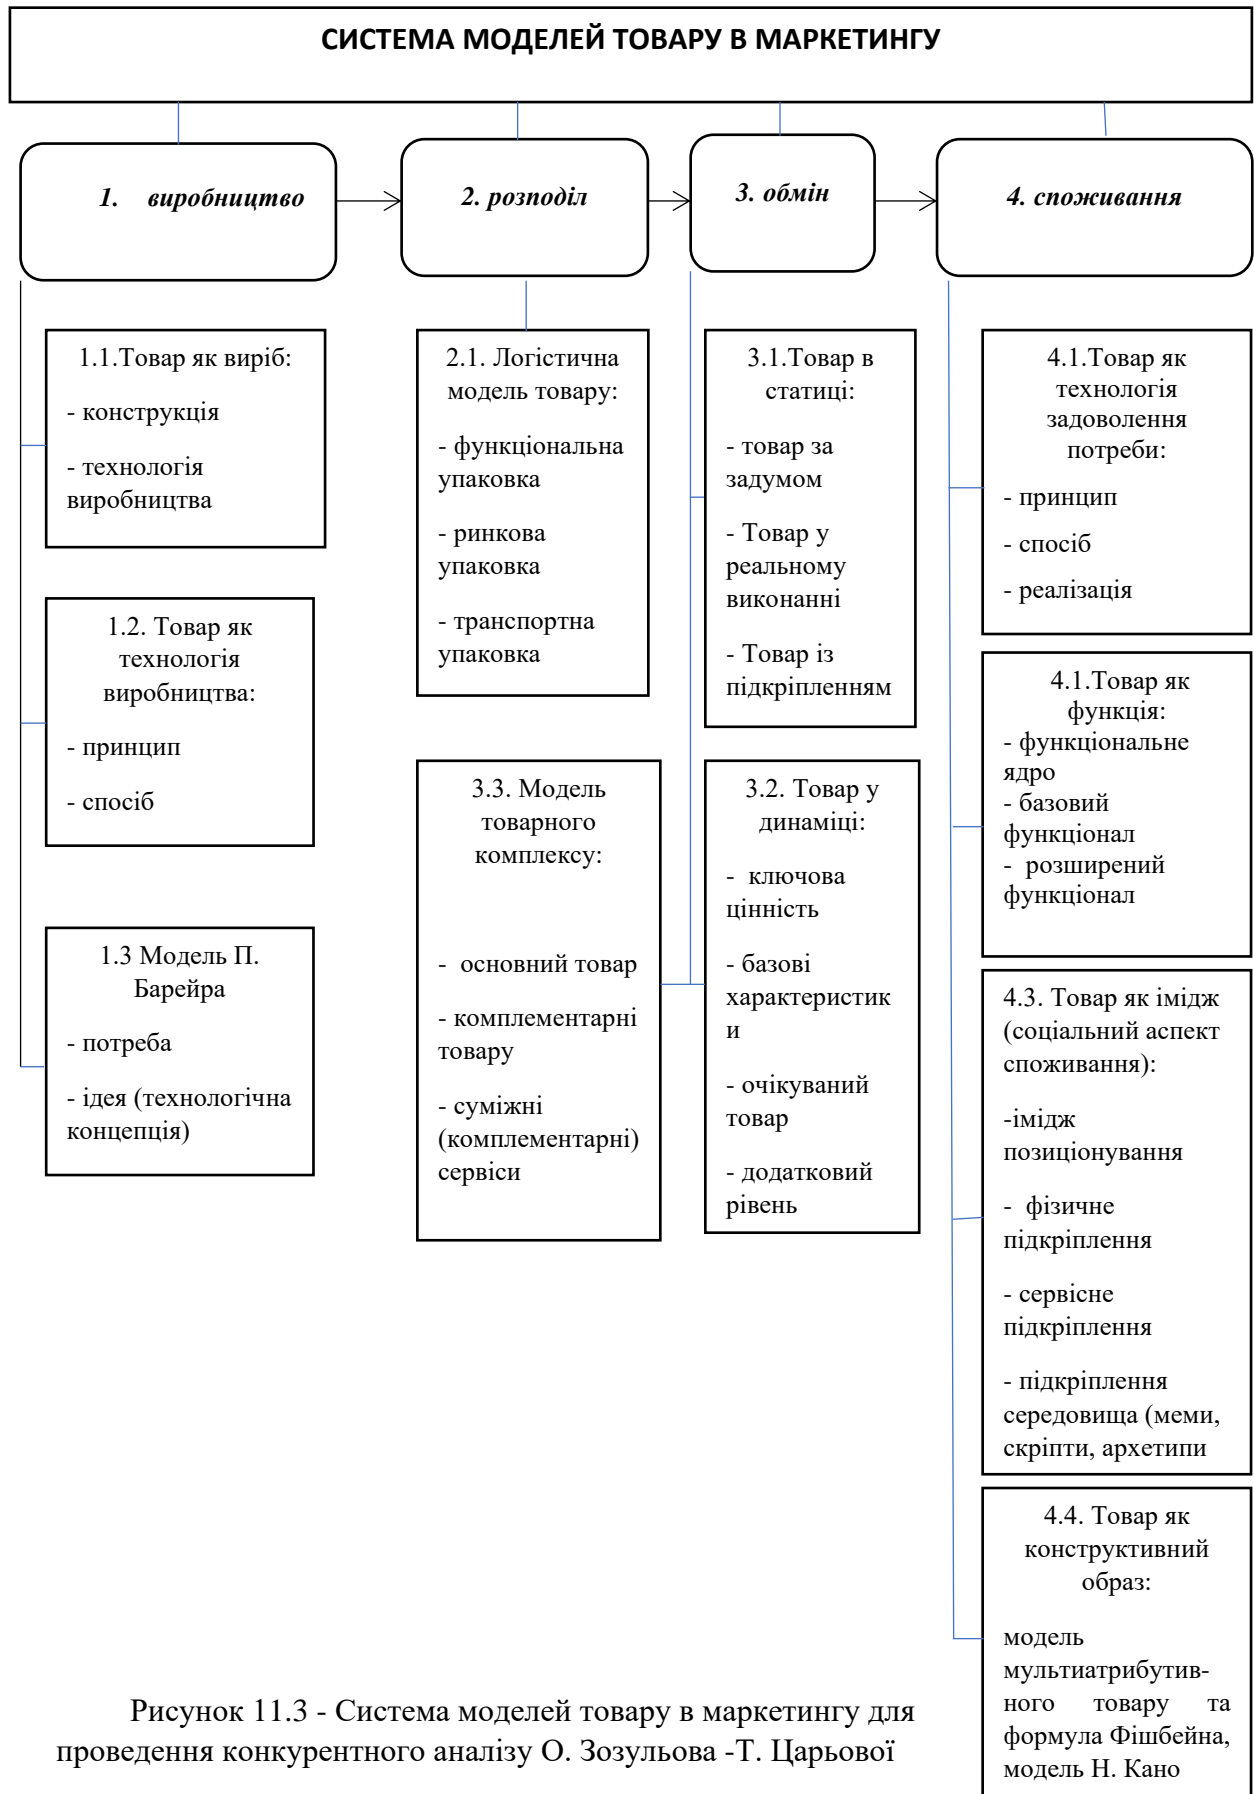 СИСТЕМА МОДЕЛЕЙ ТОВАРУ В МАРКЕТИНГУ
1. виробництво
2. розподіл
3. обмін
4. споживання
1.1.Товар як виріб:
- конструкція
- технологія
виробництва
1.2. Товар як
технологія
виробництва:
- принцип
- спосіб
1.3 Модель П.
Барейра
- потреба
- ідея (технологічна
концепція)
2.1. Логістична
модель товару:
- функціональна
упаковка
- ринкова
упаковка
- транспортна
упаковка
3.1.Товар в
статиці:
- товар за
задумом
- Товар у
реальному
виконанні
- Товар із
підкріпленням
3.2. Товар у
динаміці:
- ключова
цінність
- базові
характеристик
и
- очікуваний
товар
- додатковий
рівень
3.3. Модель
товарного
комплексу:
- основний товар
- комплементарні
товару
- суміжні
(комплементарні)
сервіси
4.1.Товар як
технологія
задоволення
потреби:
- принцип
- спосіб
- реалізація
4.1.Товар як
функція:
- функціональне
ядро
- базовий
функціонал
- розширений
функціонал
4.3. Товар як імідж
(соціальний аспект
споживання):
-імідж
позиціонування
- фізичне
підкріплення
- сервісне
підкріплення
- підкріплення
середовища (меми,
скріпти, архетипи
4.4. Товар як
конструктивний
образ:
модель
мультиатрибутив-
ного товару та
формула Фішбейна,
модель Н. Кано
Рисунок 11.3 - Система моделей товару в маркетингу для
проведення конкурентного аналізу О. Зозульова -Т. Царьової